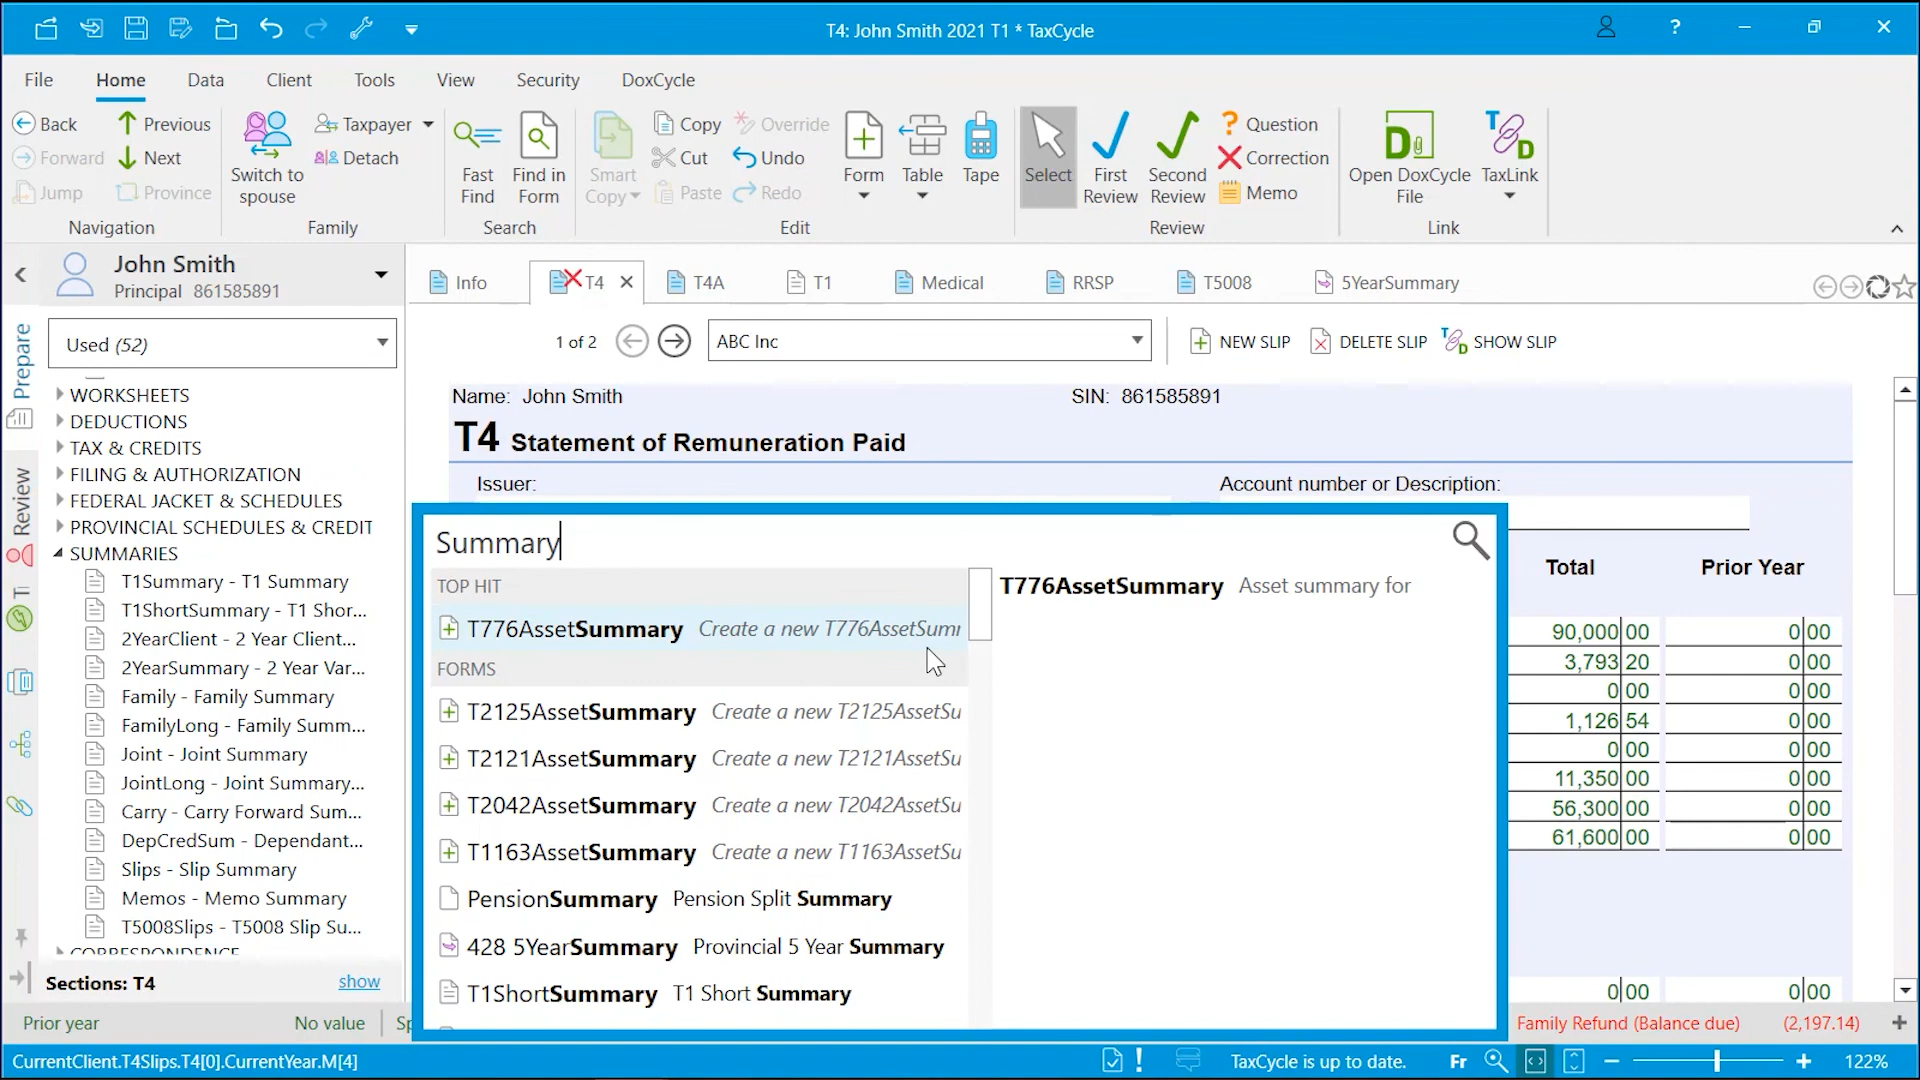 T4: John Smith 2021 T1 * TaxCycle
?
File Home Data Client Tools View Security DoxCycle
Back Previous
Forward Next
Jump Province
Navigation
Switch to spouse
Taxpayer
Detach
Family
Fast Find
Find in Form
Search
Smart Copy
Copy
Cut
Paste
Override
Undo
Redo
Form
Table
Tape
Edit
Select
First Review
Second Review
Question
Correction
Memo
Review
Open DoxCycle File
TaxLink
Link
John Smith
Principal 861585891
Info T4 T4A T1 Medical RRSP T5008 5YearSummary
Prepare
Review
Used (52)
1 of 2
ABC Inc
NEW SLIP
DELETE SLIP
SHOW SLIP
WORKSHEETS
DEDUCTIONS
TAX & CREDITS
FILING & AUTHORIZATION
FEDERAL JACKET & SCHEDULES
PROVINCIAL SCHEDULES & CREDIT
SUMMARIES
T1Summary - T1 Summary
T1ShortSummary - T1 Shor...
2YearClient - 2 Year Client...
2YearSummary - 2 Year Var...
Family - Family Summary
FamilyLong - Family Summ...
Joint - Joint Summary
JointLong - Joint Summary...
Carry - Carry Forward Sum...
DepCredSum - Dependant...
Slips - Slip Summary
Memos - Memo Summary
T5008Slips - T5008 Slip Su...
CORRESPONDENCE
Sections: T4 show
Name: John Smith SIN: 861585891
T4 Statement of Remuneration Paid
Issuer: Account number or Description:
Summary
TOP HIT
T776AssetSummary Create a new T776AssetSumm
FORMS
T2125AssetSummary Create a new T2125AssetSu
T2121AssetSummary Create a new T2121AssetSu
T2042AssetSummary Create a new T2042AssetSu
T1163AssetSummary Create a new T1163AssetSu
PensionSummary Pension Split Summary
428 5YearSummary Provincial 5 Year Summary
T1ShortSummary T1 Short Summary
T776AssetSummary Asset summary for
Total Prior Year
90,000 00 0 00
3,793 20 0 00
0 00 0 00
1,126 54 0 00
0 00 0 00
11,350 00 0 00
56,300 00 0 00
61,600 00 0 00
0 00 0 00
Prior year No value
Family Refund (Balance due) (2,197.14)
CurrentClient.T4Slips.T4[0].CurrentYear.M[4]
TaxCycle is up to date.
Fr
122%